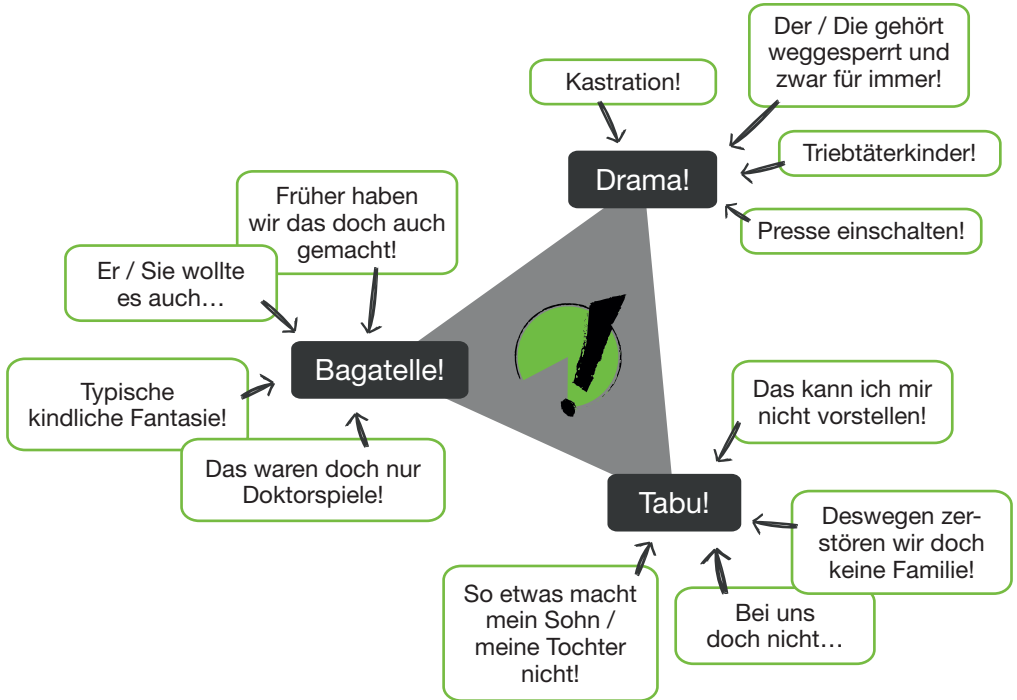 Der / Die gehört
weggesperrt und
zwar für immer!
Kastration!
Triebtäterkinder!
Drama!
Presse einschalten!
Früher haben
wir das doch auch
gemacht!
Er / Sie wollte
es auch…
Bagatelle!
Typische
kindliche Fantasie!
Das waren doch nur
Doktorspiele!
Das kann ich mir
nicht vorstellen!
Tabu!
Deswegen zer-
stören wir doch
keine Familie!
So etwas macht
mein Sohn /
meine Tochter
nicht!
Bei uns
doch nicht…